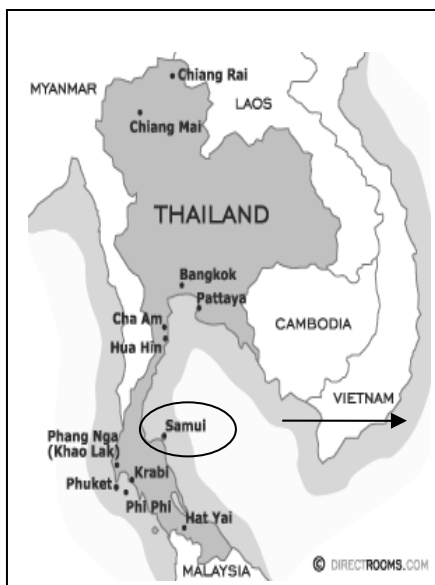 Chiang Rai
MYANMAR
LAOS
Chiang Mai
THAILAND
Bangkok
Pattaya
Cha Am
Hua Hin
CAMBODIA
VIETNAM
Samui
Phang Nga
(Khao Lak)
Krabi
Phuket
Phi Phi
Hat Yai
MALAYSIA
© DIRECTROOMS.COM